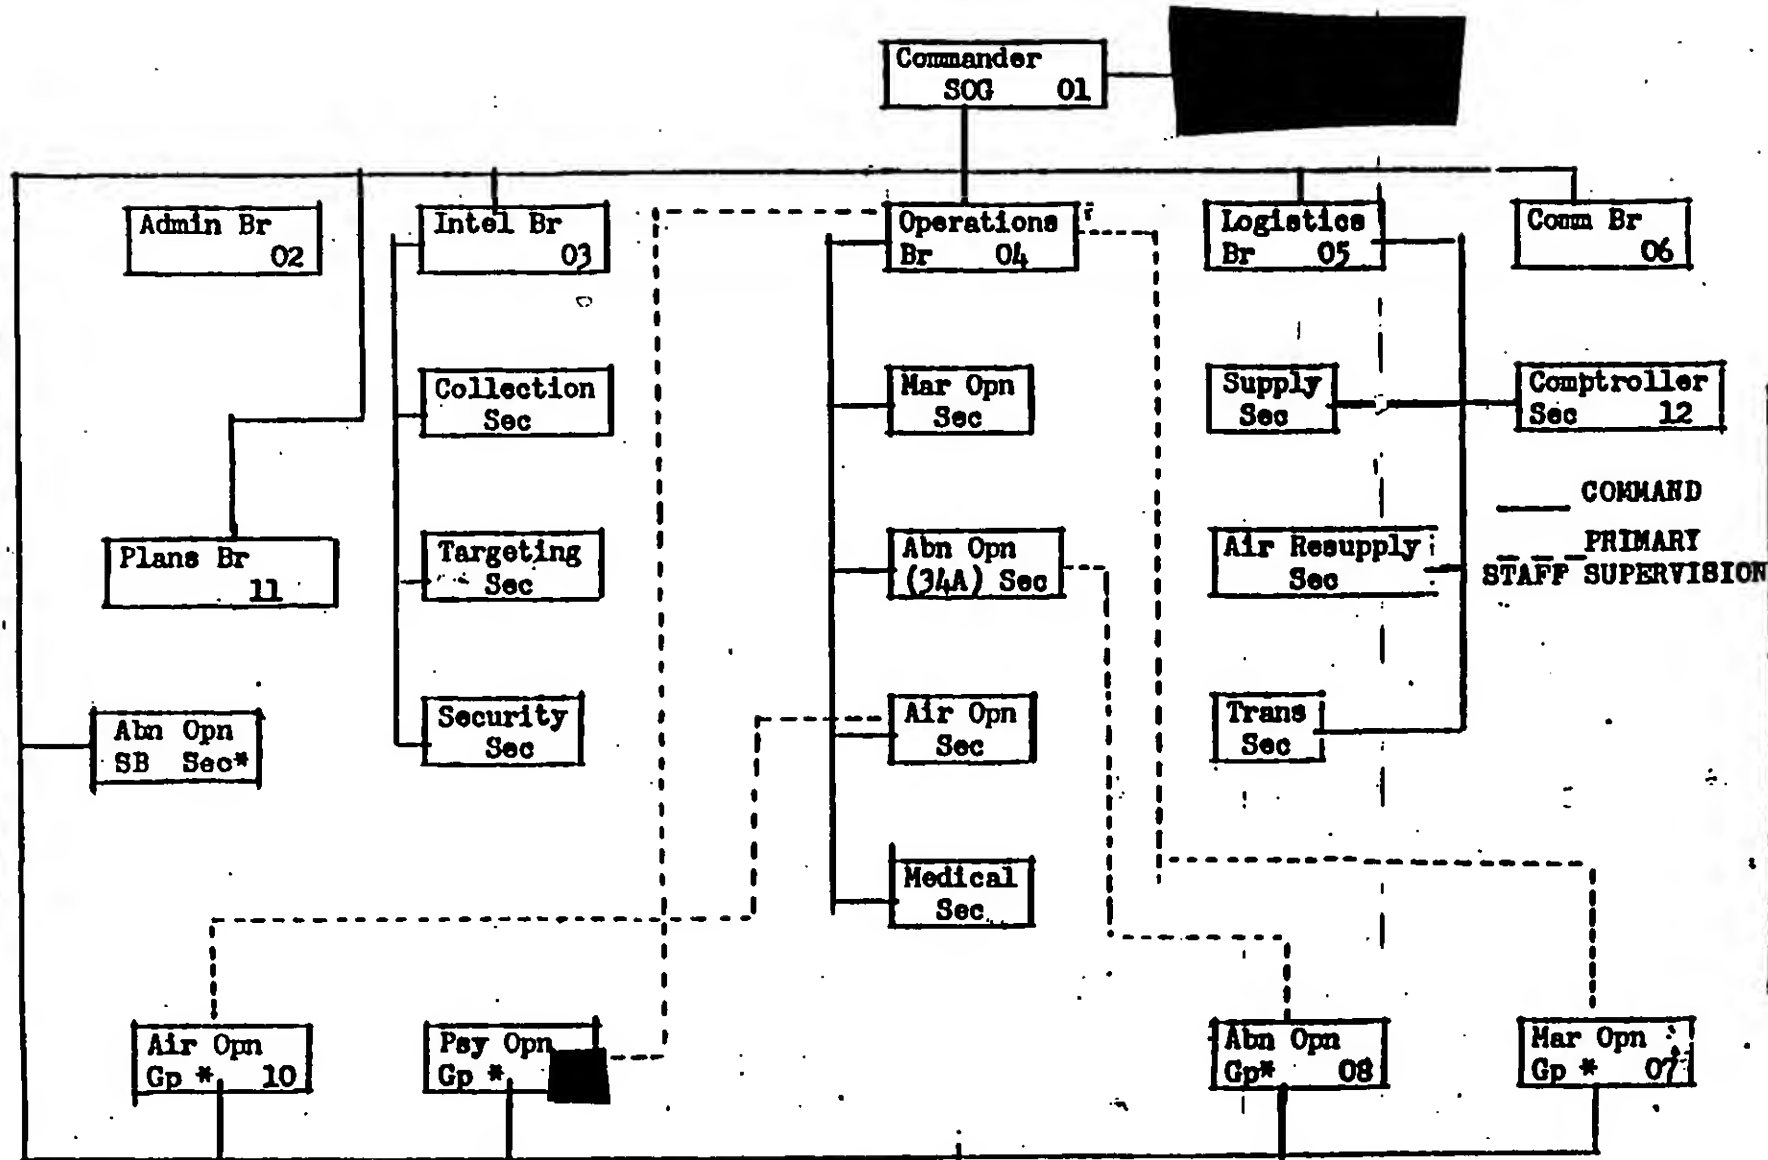 Commander
SOG 01
Admin Br
02
Intel Br
03
Operations
Br 04
Logistics
Br 05
Comm Br
06
Collection
Sec
Mar Opn
Sec
Supply
Sec
Comptroller
Sec 12
COMMAND
PRIMARY
STAFF SUPERVISION
Plans Br
11
Targeting
Sec
Abn Opn
(34A) Sec
Air Resupply
Sec
Abn Opn
SB Sec*
Security
Sec
Air Opn
Sec
Trans
Sec
Medical
Sec
Air Opn
Gp * 10
Psy Opn
Gp *
Abn Opn
Gp* 08
Mar Opn
Gp * 07